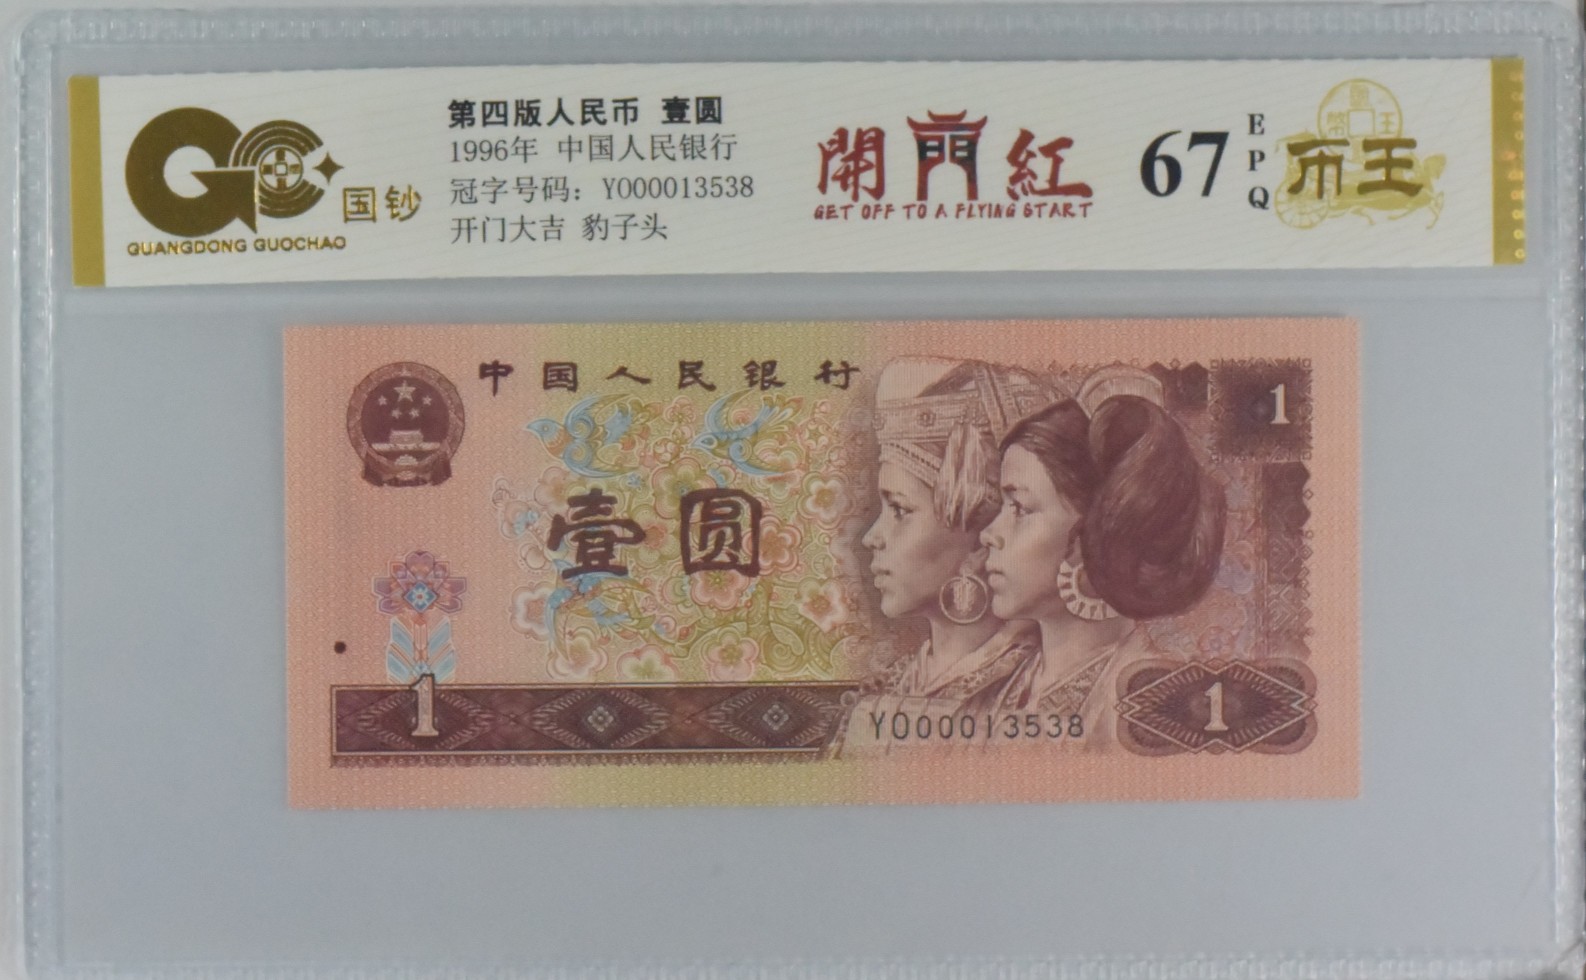 国钞
GUANGDONG GUOCHAO
第四版人民币 壹圆
1996年 中国人民银行
冠字号码：YO00013538
开门大吉 豹子头
開門紅
GET OFF TO A FLYING START
67
EPQ
币王
中国人民银行
1
壹圆
1
YO00013538
1